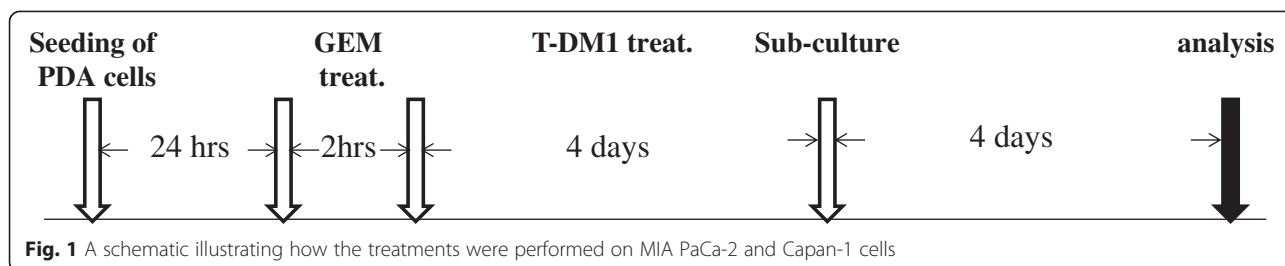 Seeding of PDA cells
GEM treat.
T-DM1 treat.
Sub-culture
analysis
24 hrs
2hrs
4 days
4 days
Fig. 1 A schematic illustrating how the treatments were performed on MIA PaCa-2 and Capan-1 cells